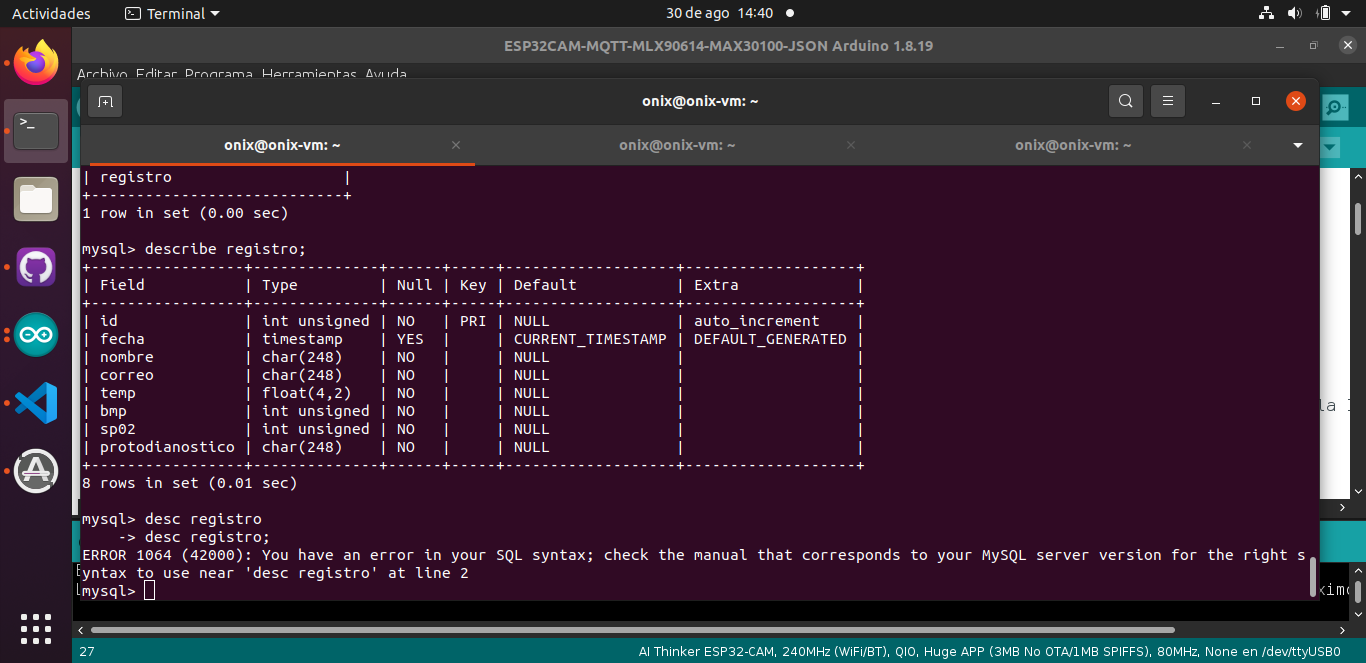 Actividades
Terminal
30 de ago 14:40
ESP32CAM-MQTT-MLX90614-MAX30100-JSON Arduino 1.8.19
Archivo Editar Programa Herramientas Ayuda
onix@onix-vm: ~
onix@onix-vm: ~ onix@onix-vm: ~ onix@onix-vm: ~
| registro                   |
+----------------------------+
1 row in set (0.00 sec)
mysql> describe registro;
+-----------------+--------------+------+-----+-------------------+-------------------+
| Field           | Type         | Null | Key | Default           | Extra             |
+-----------------+--------------+------+-----+-------------------+-------------------+
| id              | int unsigned | NO   | PRI | NULL              | auto_increment    |
| fecha           | timestamp    | YES  |     | CURRENT_TIMESTAMP | DEFAULT_GENERATED |
| nombre          | char(248)    | NO   |     | NULL              |                   |
| correo          | char(248)    | NO   |     | NULL              |                   |
| temp            | float(4,2)   | NO   |     | NULL              |                   |
| bmp             | int unsigned | NO   |     | NULL              |                   |
| sp02            | int unsigned | NO   |     | NULL              |                   |
| protodianostico | char(248)    | NO   |     | NULL              |                   |
+-----------------+--------------+------+-----+-------------------+-------------------+
8 rows in set (0.01 sec)
mysql> desc registro
    -> desc registro;
ERROR 1064 (42000): You have an error in your SQL syntax; check the manual that corresponds to your MySQL server version for the right s
yntax to use near 'desc registro' at line 2
mysql>
27
AI Thinker ESP32-CAM, 240MHz (WiFi/BT), QIO, Huge APP (3MB No OTA/1MB SPIFFS), 80MHz, None en /dev/ttyUSB0